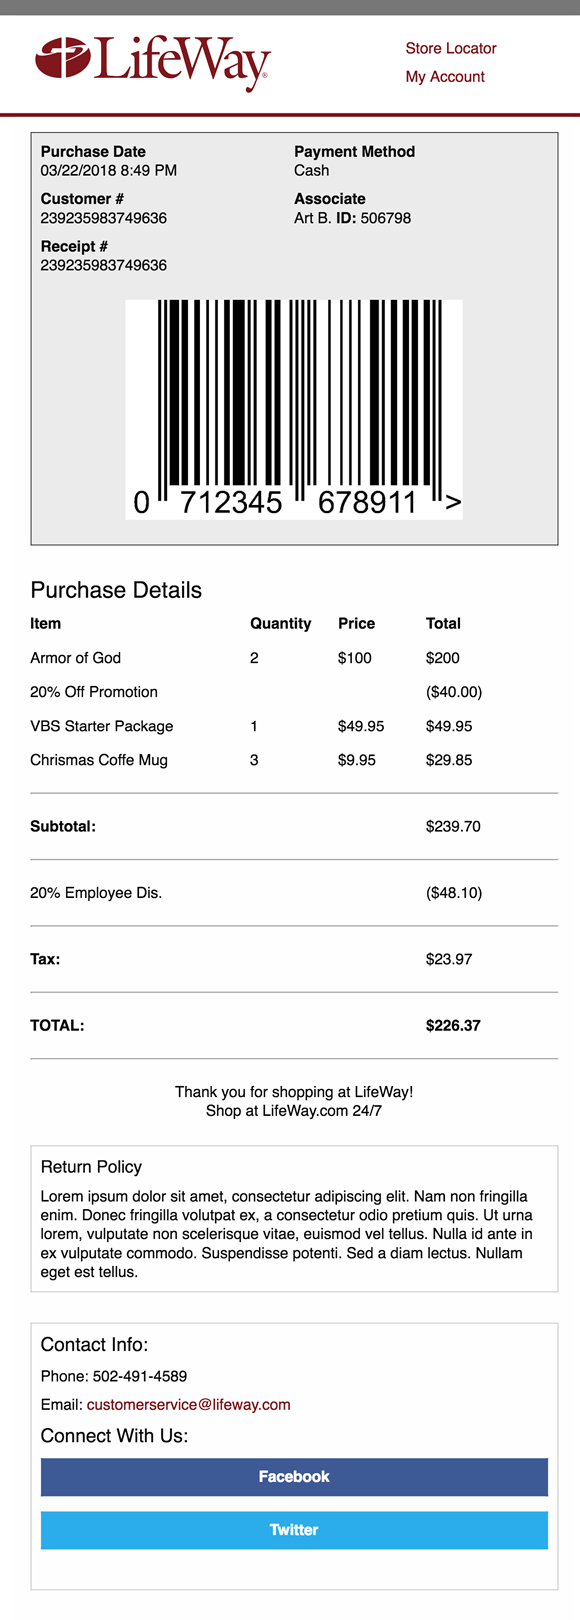 LifeWay®
Store Locator
My Account
Purchase Date
03/22/2018 8:49 PM
Payment Method
Cash
Customer #
239235983749636
Associate
Art B. ID: 506798
Receipt #
239235983749636
0 712345 678911 >
Purchase Details
Item Quantity Price Total
Armor of God 2 $100 $200
20% Off Promotion ($40.00)
VBS Starter Package 1 $49.95 $49.95
Chrismas Coffe Mug 3 $9.95 $29.85
Subtotal: $239.70
20% Employee Dis. ($48.10)
Tax: $23.97
TOTAL: $226.37
Thank you for shopping at LifeWay!
Shop at LifeWay.com 24/7
Return Policy
Lorem ipsum dolor sit amet, consectetur adipiscing elit. Nam non fringilla
enim. Donec fringilla volutpat ex, a consectetur odio pretium quis. Ut urna
lorem, vulputate non scelerisque vitae, euismod vel tellus. Nulla id ante in
ex vulputate commodo. Suspendisse potenti. Sed a diam lectus. Nullam
eget est tellus.
Contact Info:
Phone: 502-491-4589
Email: customerservice@lifeway.com
Connect With Us:
Facebook
Twitter